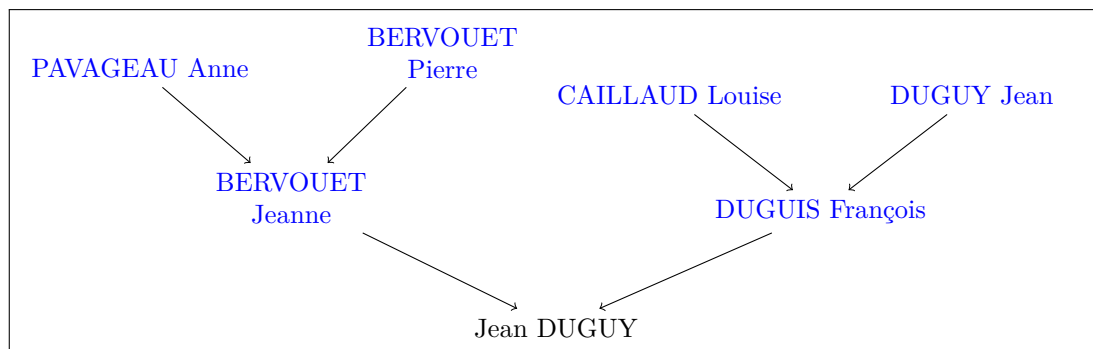 PAVAGEAU Anne
BERVOUET
Pierre
CAILLAUD Louise
DUGUY Jean
BERVOUET
Jeanne
DUGUIS François
Jean DUGUY